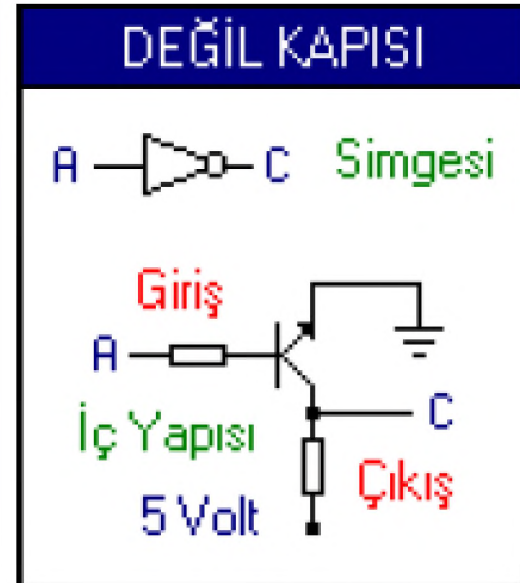 DEĞİL KAPISI
A C Simgesi
Giriş
A
C
İç Yapısı
Çıkış
5 Volt